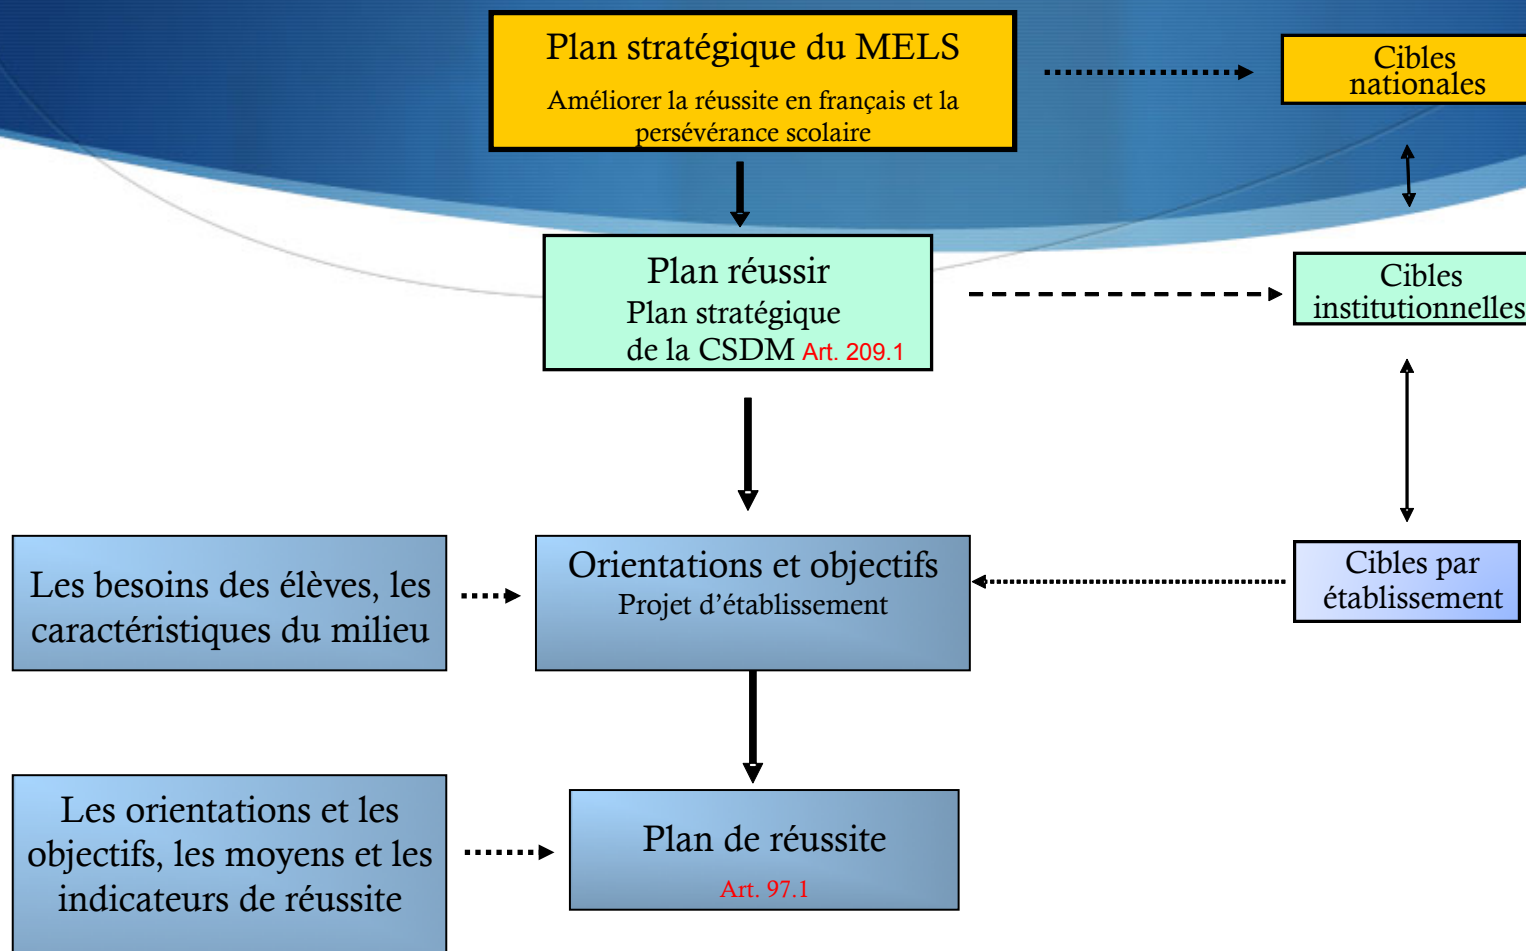 Plan stratégique du MELS
Améliorer la réussite en français et la
persévérance scolaire
Cibles
nationales
Plan réussir
Plan stratégique
de la CSDM Art. 209.1
Cibles
institutionnelles
Les besoins des élèves, les
caractéristiques du milieu
Orientations et objectifs
Projet d’établissement
Cibles par
établissement
Les orientations et les
objectifs, les moyens et les
indicateurs de réussite
Plan de réussite
Art. 97.1